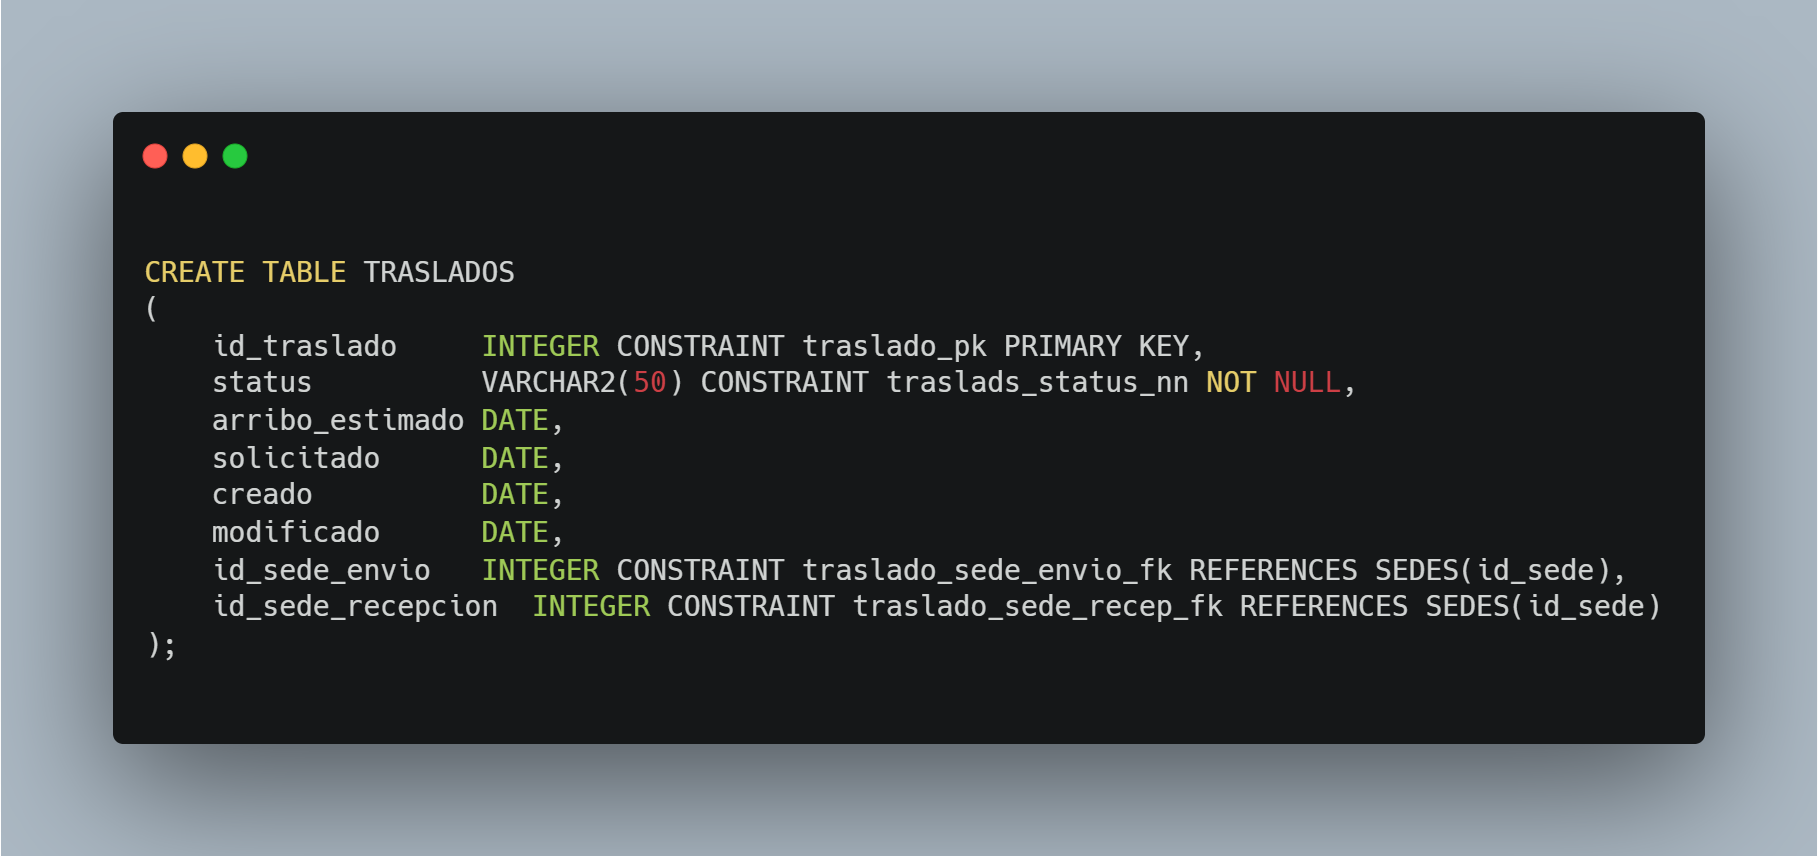 CREATE TABLE TRASLADOS
(
    id_traslado     INTEGER CONSTRAINT traslado_pk PRIMARY KEY,
    status          VARCHAR2(50) CONSTRAINT traslads_status_nn NOT NULL,
    arribo_estimado DATE,
    solicitado      DATE,
    creado          DATE,
    modificado      DATE,
    id_sede_envio   INTEGER CONSTRAINT traslado_sede_envio_fk REFERENCES SEDES(id_sede),
    id_sede_recepcion  INTEGER CONSTRAINT traslado_sede_recep_fk REFERENCES SEDES(id_sede)
);